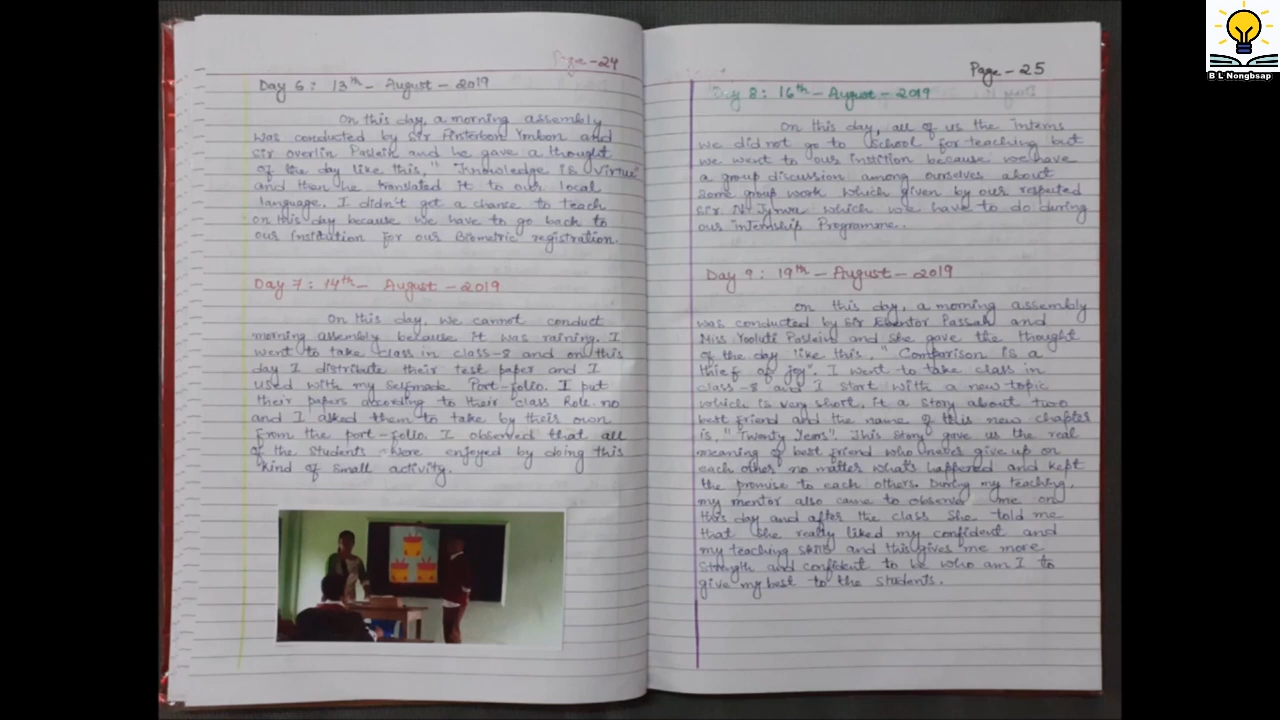 Page - 24
Day 6 : 13th - August - 2019
On this day, a morning assembly
was conducted by Sir Finsterbon Ymbon and
Sir Overlin Paslein and he gave a thought
of the day like this, "Knowledge is Virtue"
and then he translated it to our local
language. I didn't get a chance to teach
on this day because we have to go back to
our Institution for our Biometric registration.
Day 7 : 14th - August - 2019
On this day, we cannot conduct
morning assembly because it was raining. I
went to take class in class-8 and on this
day I distribute their test paper and I
used with my Selfmade Port-folio. I put
their papers according to their class Role. no
and I asked them to take by their own
from the port-folio. I observed that all
of the students were enjoyed by doing this
kind of small activity.
Page - 25
Day 8 : 16th - August - 2019
On this day, all of us the interns
we did not go to School for teaching but
we went to our instition because we have
a group discussion among ourselves about
some group work which given by our respeted
Sir N. which we have to do during
our internship Programme.
Day 9 : 19th - August - 2019
On this day, a morning assembly
was conducted by Sir Ebentor Passah and
Miss Yooluti Paslein and she gave the thought
of the day like this, "Comparison is a
thief of joy". I went to take class in
class-8 and I start with a new topic
which is very short. it a story about two
best friend and the name of this new chapter
is, "Twenty Years". This story gave us the real
meaning of best friend who never give up on
each other no matter what's happened and kept
the promise to each others. During my teaching,
my mentor also came to observe me on
this day and after the class she told me
that she really liked my confident and
my teaching skills and this gives me more
strength and confident to be who am I to
give my best to the students.
B L Nongbsap